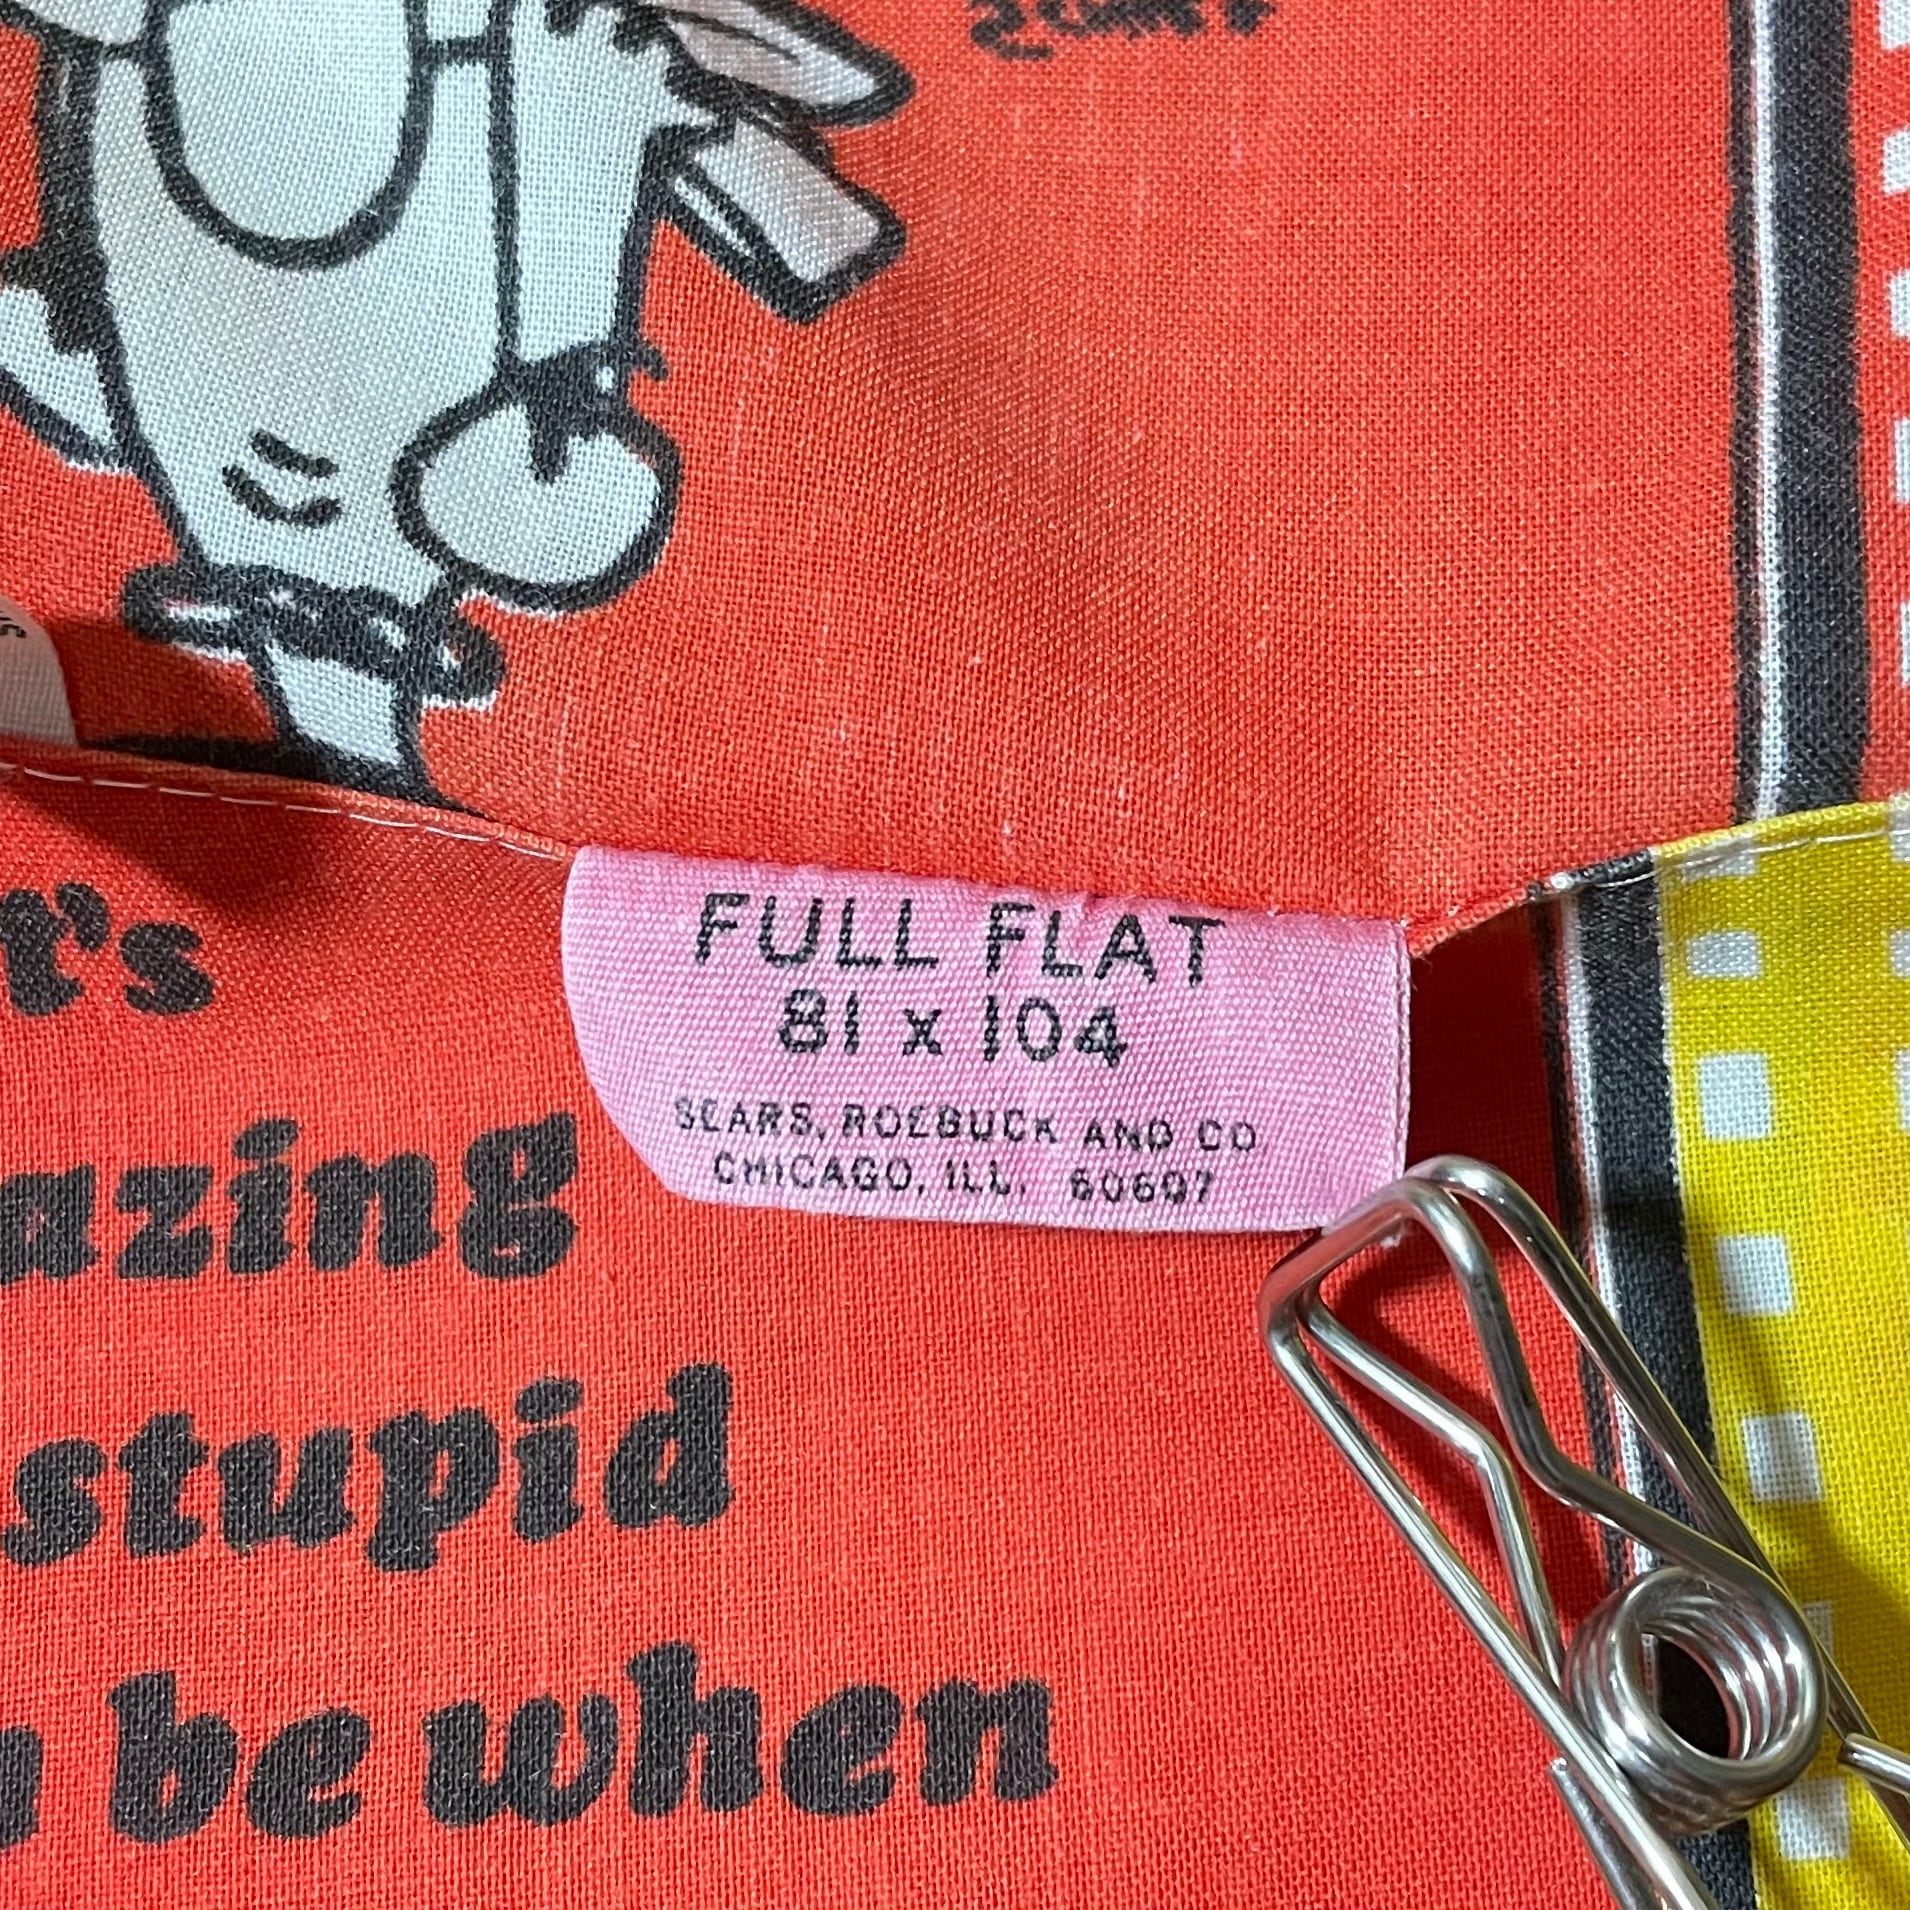 FULL FLAT
81 x 104
SEARS, ROEBUCK AND CO
CHICAGO, ILL. 60607
t's
azing
stupid
be when